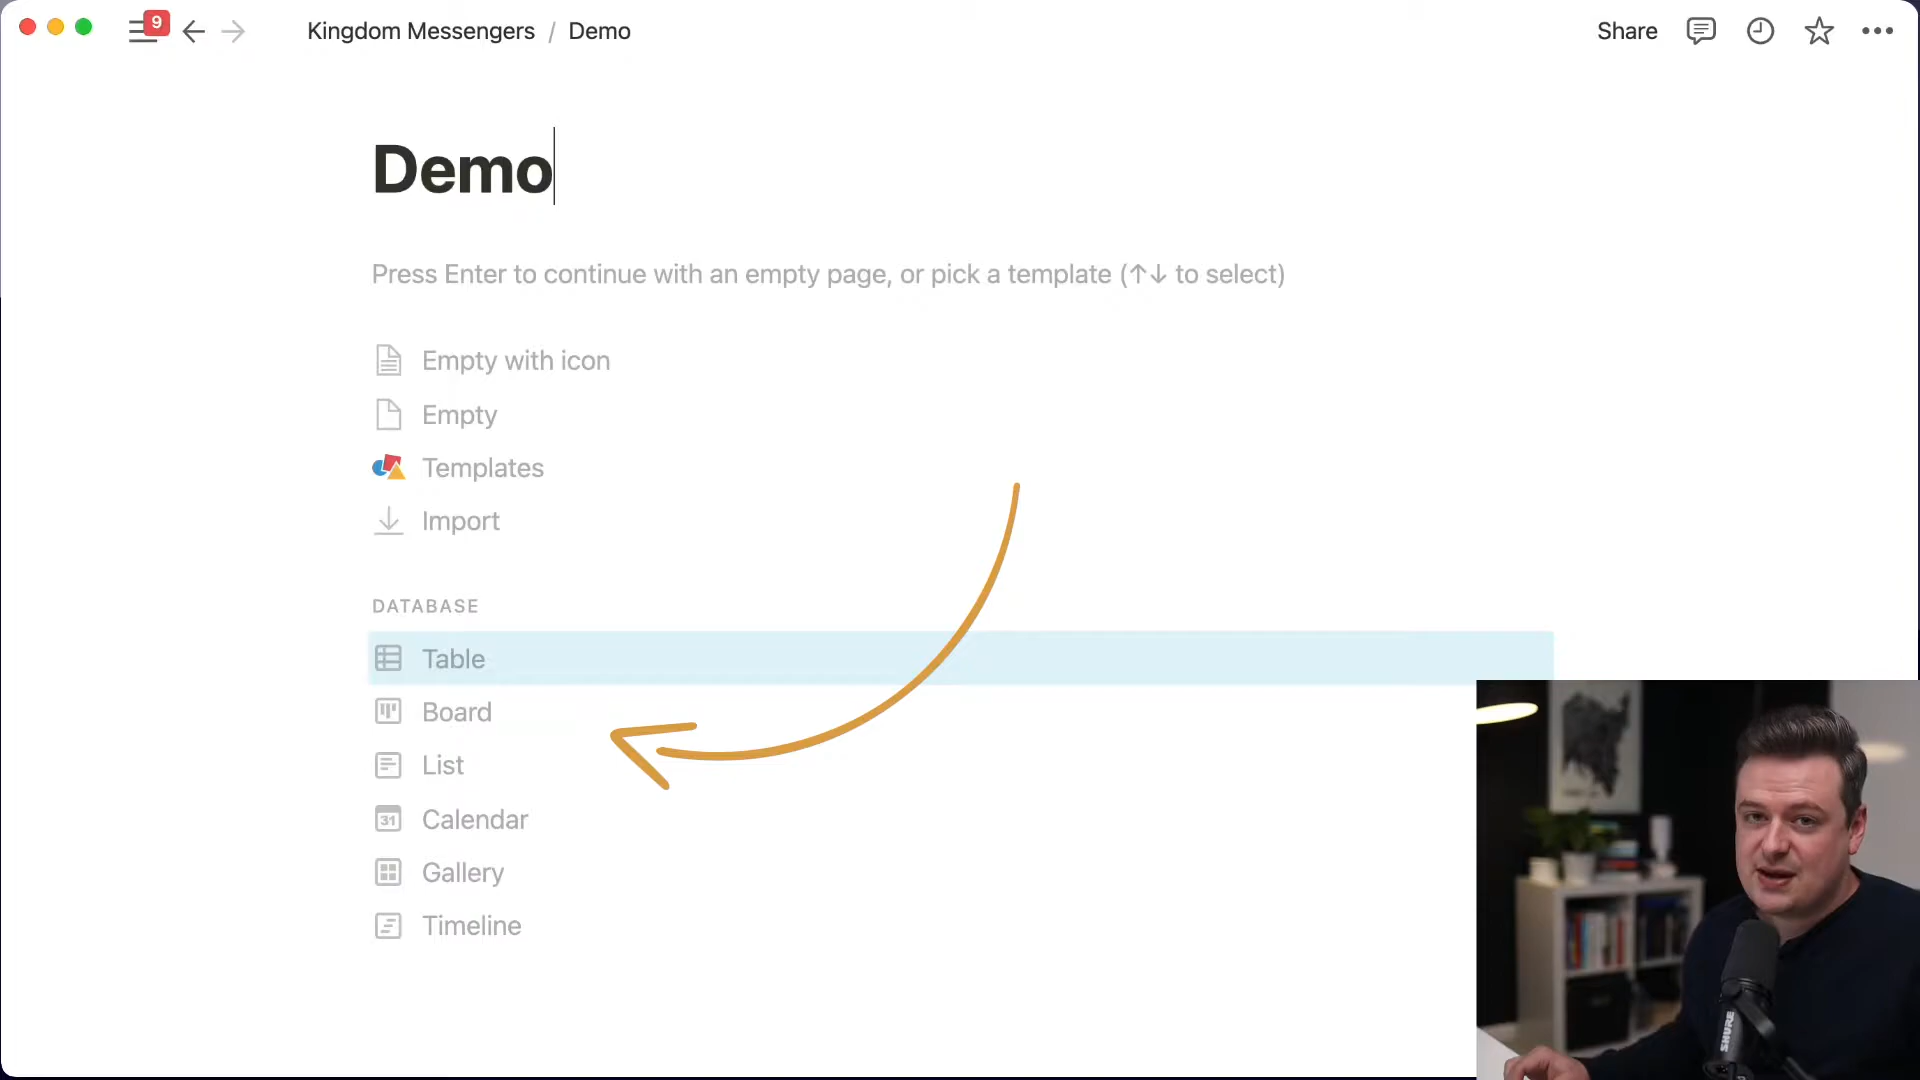 9
Kingdom Messengers / Demo
Share
Demo
Press Enter to continue with an empty page, or pick a template (↑↓ to select)
Empty with icon
Empty
Templates
Import
DATABASE
Table
Board
List
31
Calendar
Gallery
Timeline
SHURE